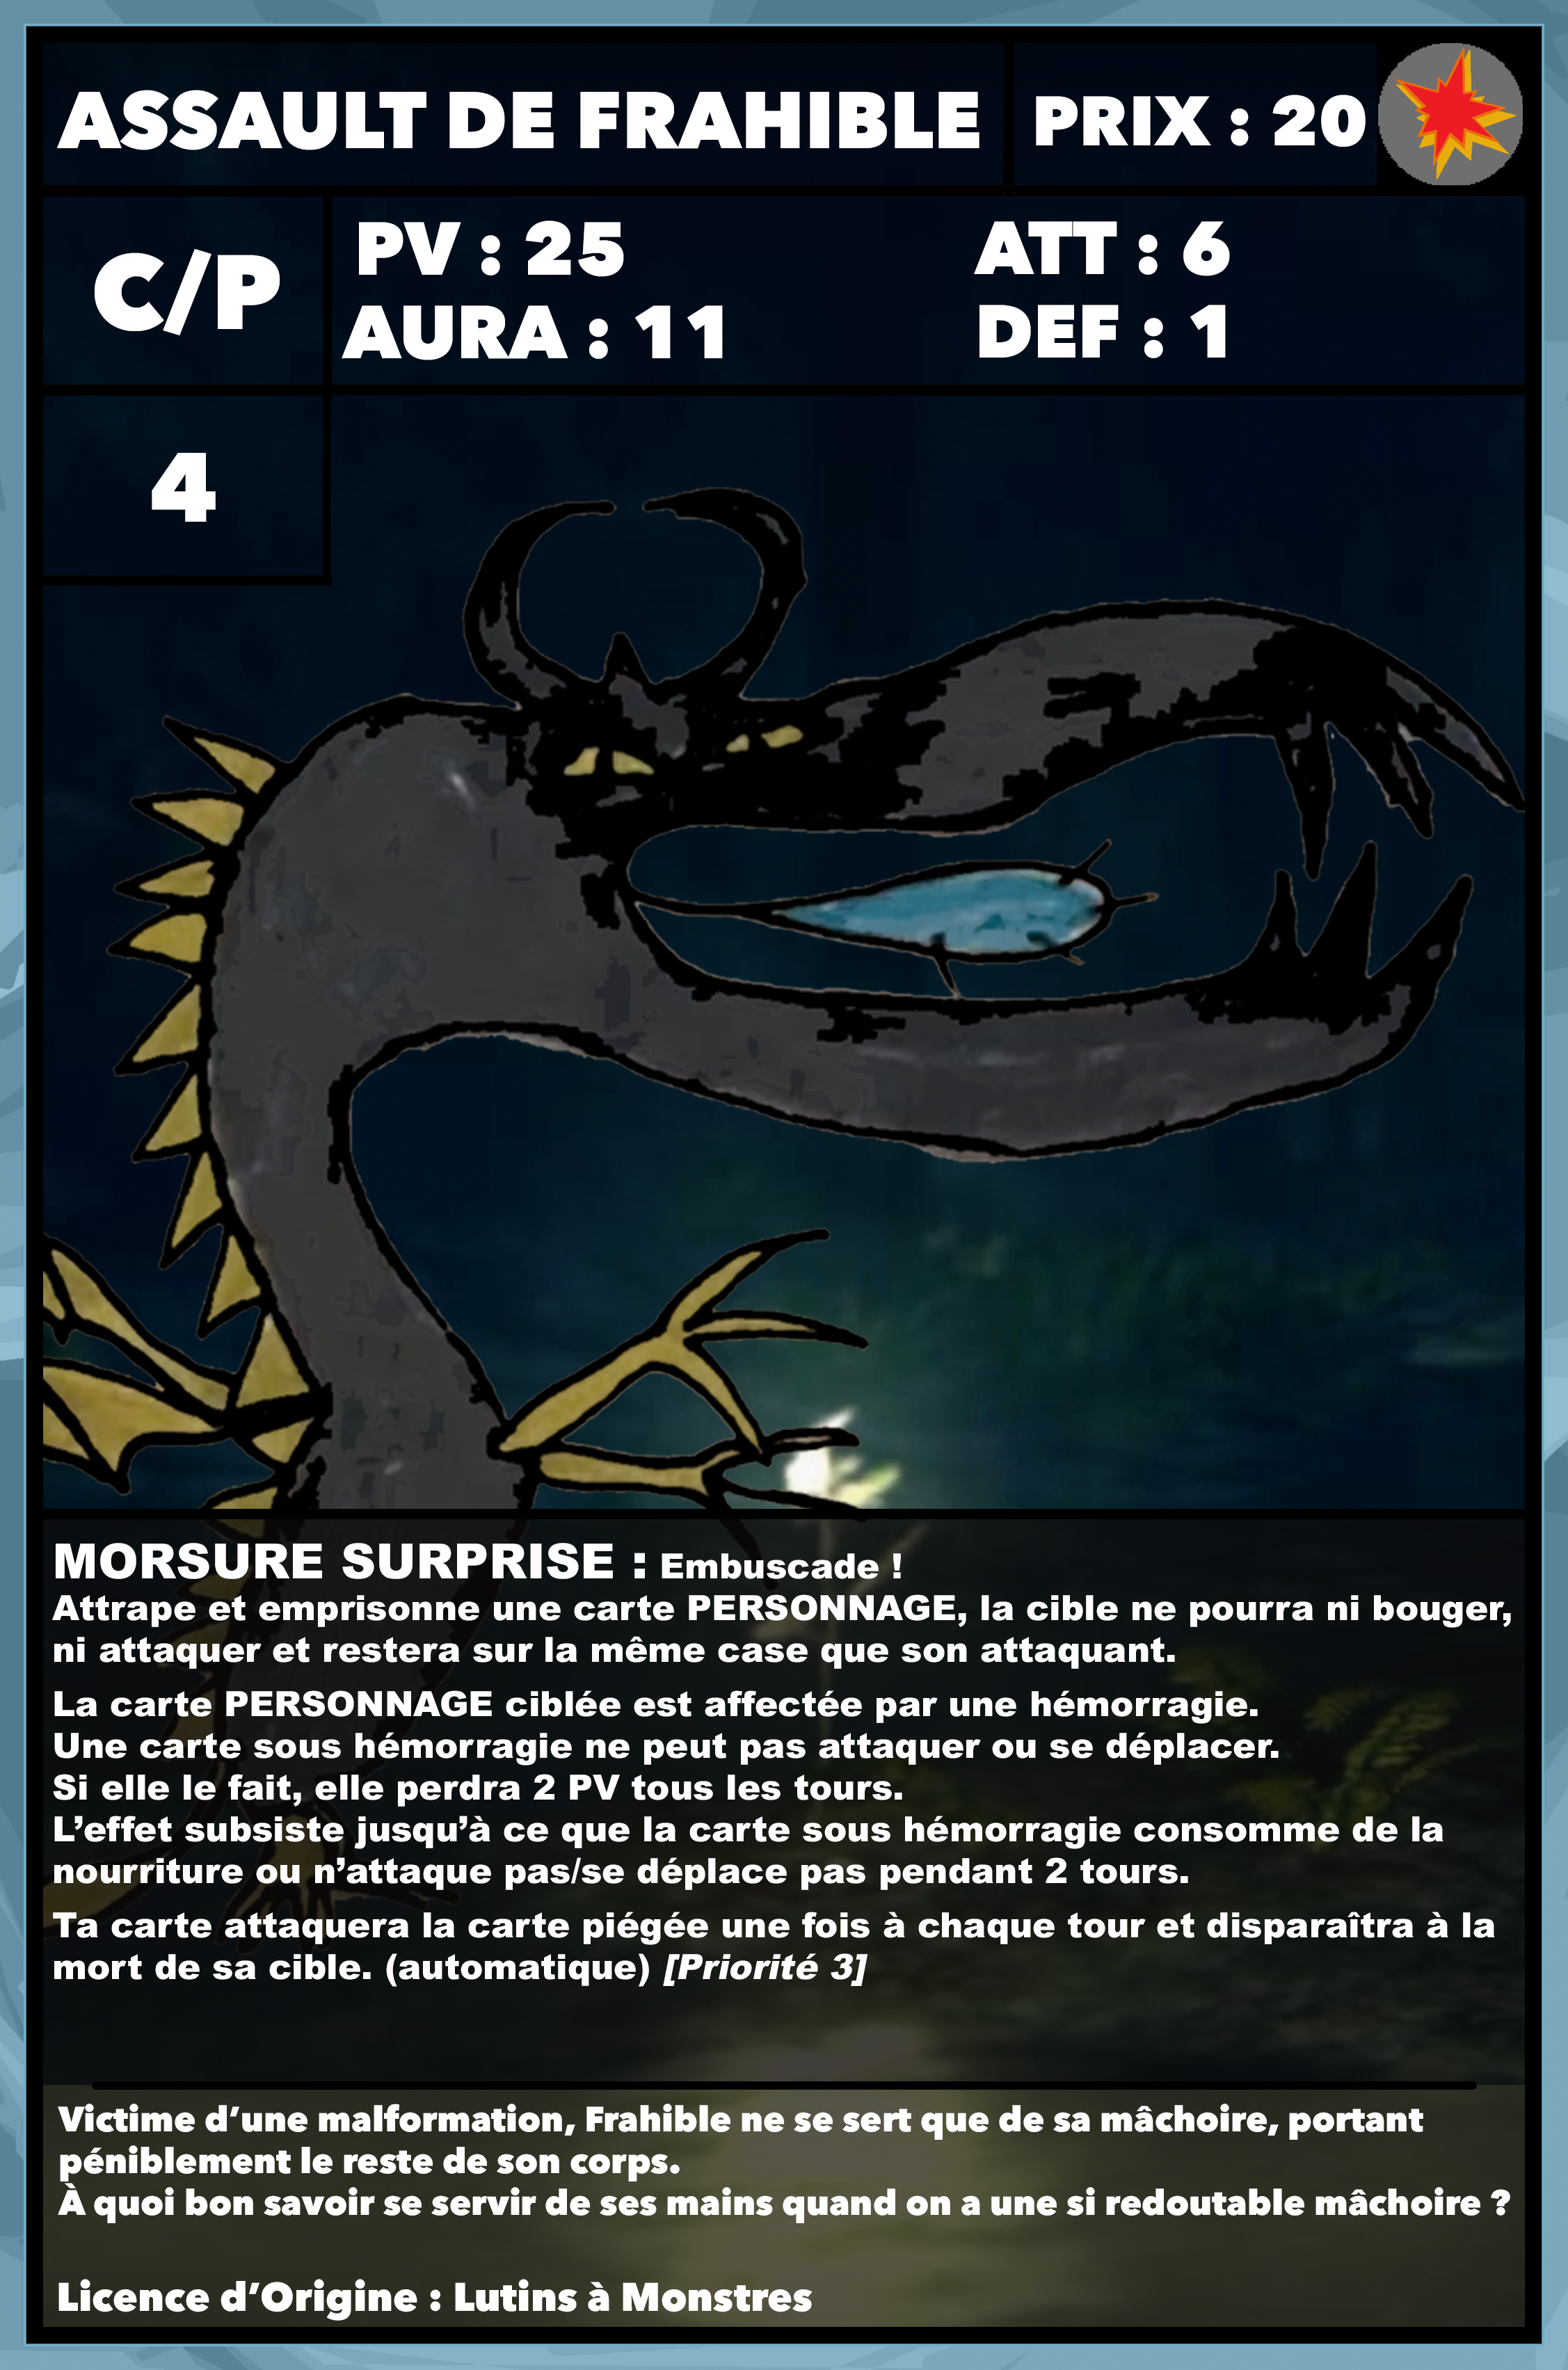 ASSAULT DE FRAHIBLE
PRIX : 20
C/P
PV : 25
ATT : 6
AURA : 11
DEF : 1
4
MORSURE SURPRISE : Embuscade !
Attrape et emprisonne une carte PERSONNAGE, la cible ne pourra ni bouger,
ni attaquer et restera sur la même case que son attaquant.
La carte PERSONNAGE ciblée est affectée par une hémorragie.
Une carte sous hémorragie ne peut pas attaquer ou se déplacer.
Si elle le fait, elle perdra 2 PV tous les tours.
L’effet subsiste jusqu’à ce que la carte sous hémorragie consomme de la
nourriture ou n’attaque pas/se déplace pas pendant 2 tours.
Ta carte attaquera la carte piégée une fois à chaque tour et disparaîtra à la
mort de sa cible. (automatique) [Priorité 3]
Victime d’une malformation, Frahible ne se sert que de sa mâchoire, portant
péniblement le reste de son corps.
À quoi bon savoir se servir de ses mains quand on a une si redoutable mâchoire ?
Licence d’Origine : Lutins à Monstres